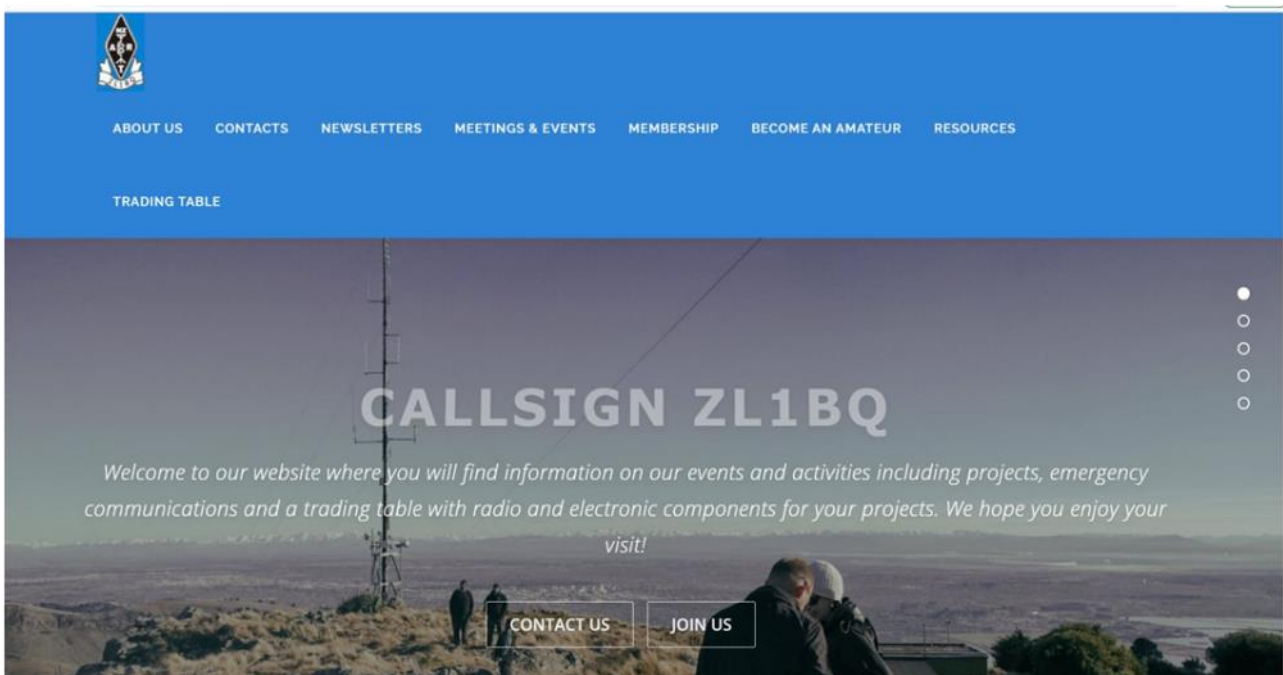 NZ
A R
T
ZL1BQ
ABOUT US CONTACTS NEWSLETTERS MEETINGS & EVENTS MEMBERSHIP BECOME AN AMATEUR RESOURCES
TRADING TABLE
CALLSIGN ZL1BQ
Welcome to our website where you will find information on our events and activities including projects, emergency
communications and a trading table with radio and electronic components for your projects. We hope you enjoy your
visit!
CONTACT US JOIN US